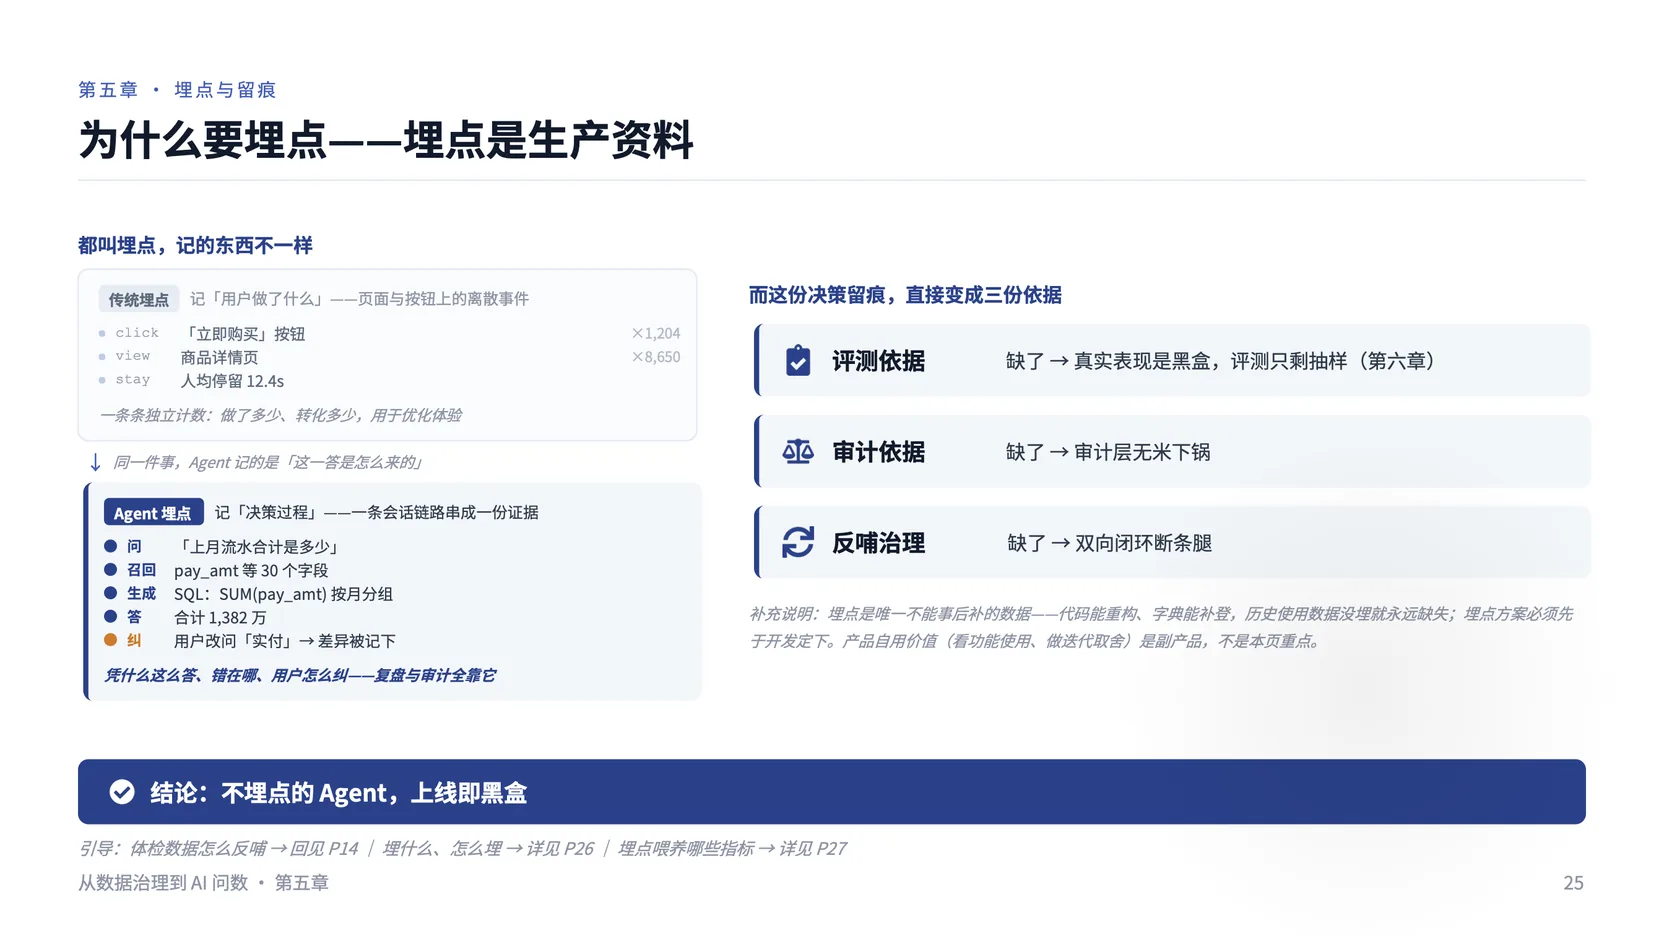 第五章 · 埋点与留痕
为什么要埋点——埋点是生产资料
都叫埋点，记的东西不一样
传统埋点 记「用户做了什么」——页面与按钮上的离散事件
click 「立即购买」按钮 ×1,204
view 商品详情页 ×8,650
stay 人均停留 12.4s
一条条独立计数：做了多少、转化多少，用于优化体验
↓ 同一件事，Agent 记的是「这一答是怎么来的」
Agent 埋点 记「决策过程」——一条会话链路串成一份证据
问 「上月流水合计是多少」
召回 pay_amt 等 30 个字段
生成 SQL：SUM(pay_amt) 按月分组
答 合计 1,382 万
纠 用户改问「实付」→ 差异被记下
凭什么这么答、错在哪、用户怎么纠——复盘与审计全靠它
而这份决策留痕，直接变成三份依据
评测依据 缺了 → 真实表现是黑盒，评测只剩抽样（第六章）
审计依据 缺了 → 审计层无米下锅
反哺治理 缺了 → 双向闭环断条腿
补充说明：埋点是唯一不能事后补的数据——代码能重构、字典能补登，历史使用数据没埋就永远缺失；埋点方案必须先
于开发定下。产品自用价值（看功能使用、做迭代取舍）是副产品，不是本页重点。
结论：不埋点的 Agent，上线即黑盒
引导：体检数据怎么反哺 → 回见 P14 ｜ 埋什么、怎么埋 → 详见 P26 ｜ 埋点喂养哪些指标 → 详见 P27
从数据治理到 AI 问数 · 第五章
25